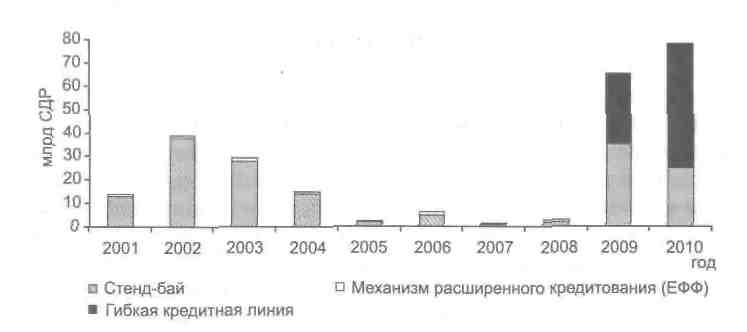 80
70
60
50
40
30
20
10
0
млрд СДР
2001 2002 2003 2004 2005 2006 2007 2008 2009 2010
год
Стенд-бай Механизм расширенного кредитования (ЕФФ)
Гибкая кредитная линия